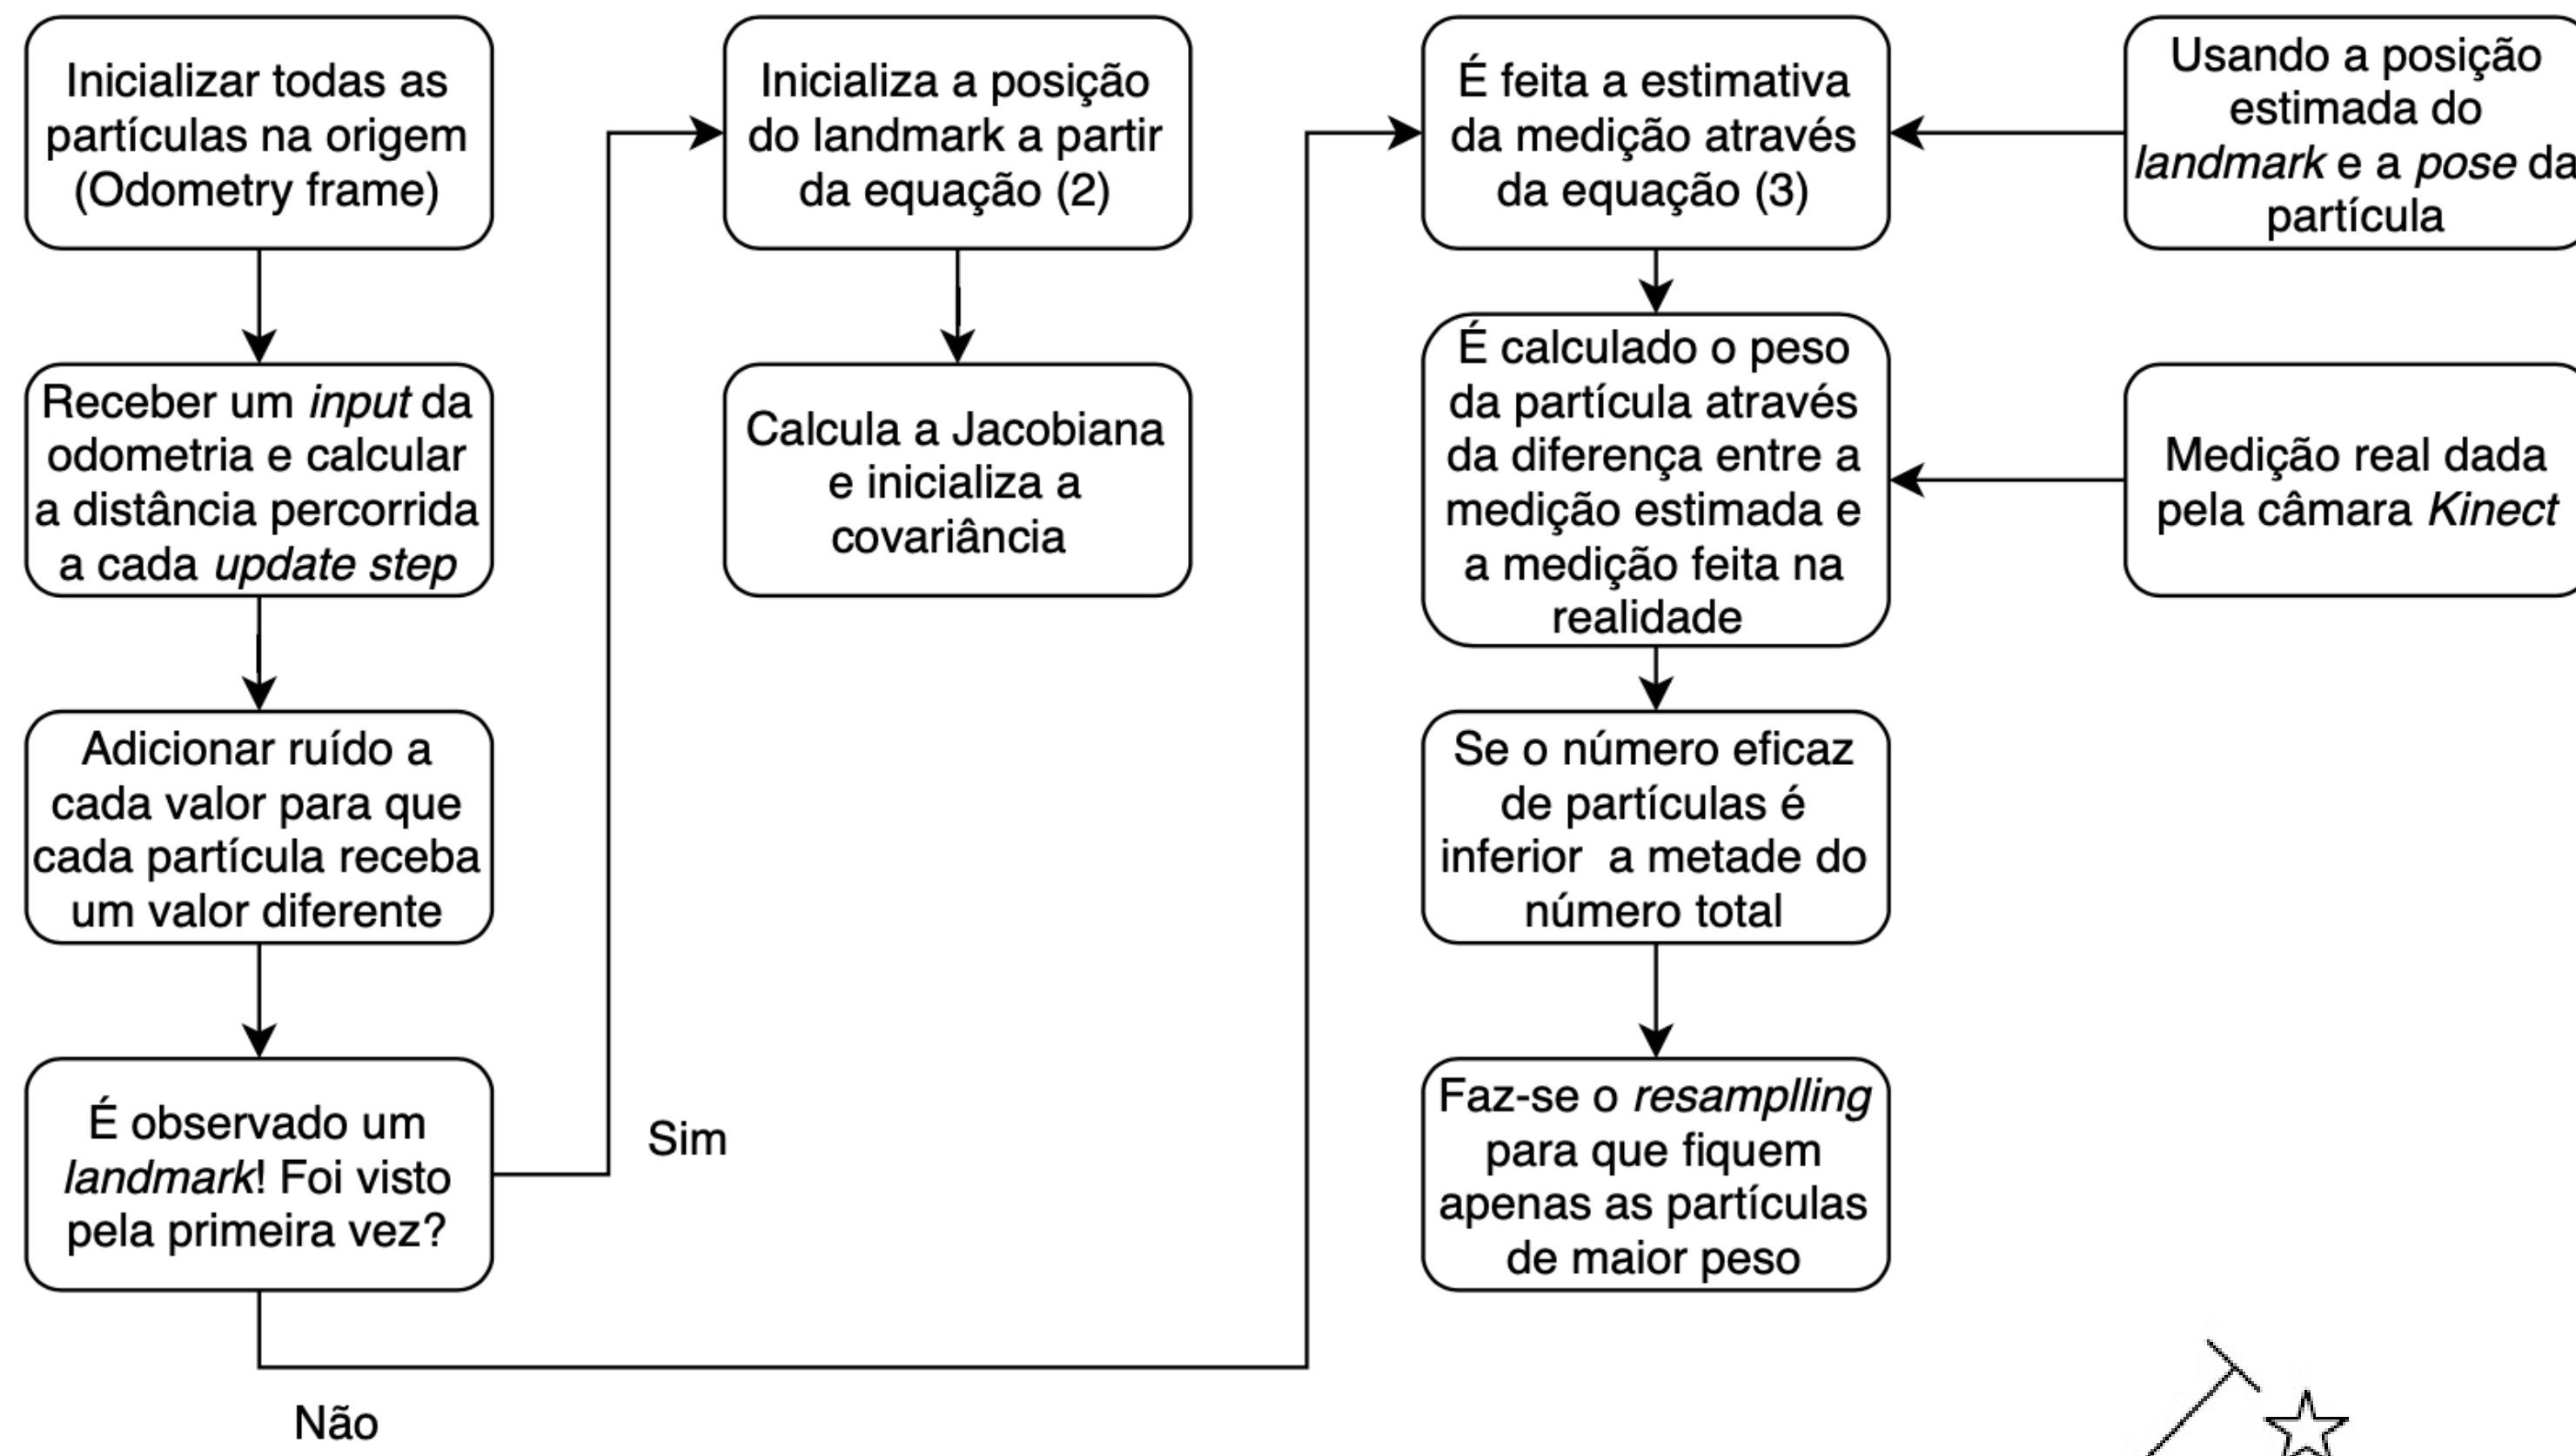 Inicializar todas as
partículas na origem
(Odometry frame)
Receber um input da
odometria e calcular
a distância percorrida
a cada update step
Adicionar ruído a
cada valor para que
cada partícula receba
um valor diferente
É observado um
landmark! Foi visto
pela primeira vez?
Sim
Não
Inicializa a posição
do landmark a partir
da equação (2)
Calcula a Jacobiana
e inicializa a
covariância
É feita a estimativa
da medição através
da equação (3)
É calculado o peso
da partícula através
da diferença entre a
medição estimada e
a medição feita na
realidade
Se o número eficaz
de partículas é
inferior  a metade do
número total
Faz-se o resamplling
para que fiquem
apenas as partículas
de maior peso
Usando a posição
estimada do
landmark e a pose da
partícula
Medição real dada
pela câmara Kinect